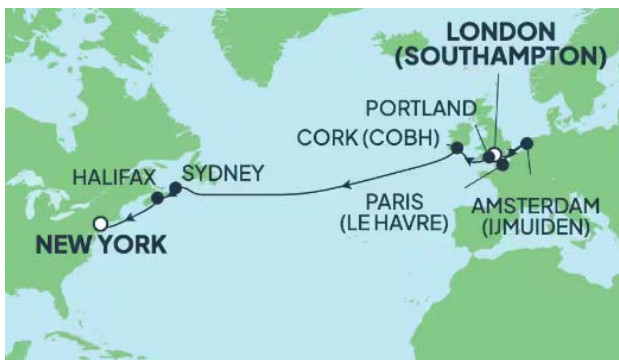 LONDON
(SOUTHAMPTON)
PORTLAND
CORK (COBH)
SYDNEY
HALIFAX
PARIS
(LE HAVRE)
AMSTERDAM
(IJMUIDEN)
NEW YORK